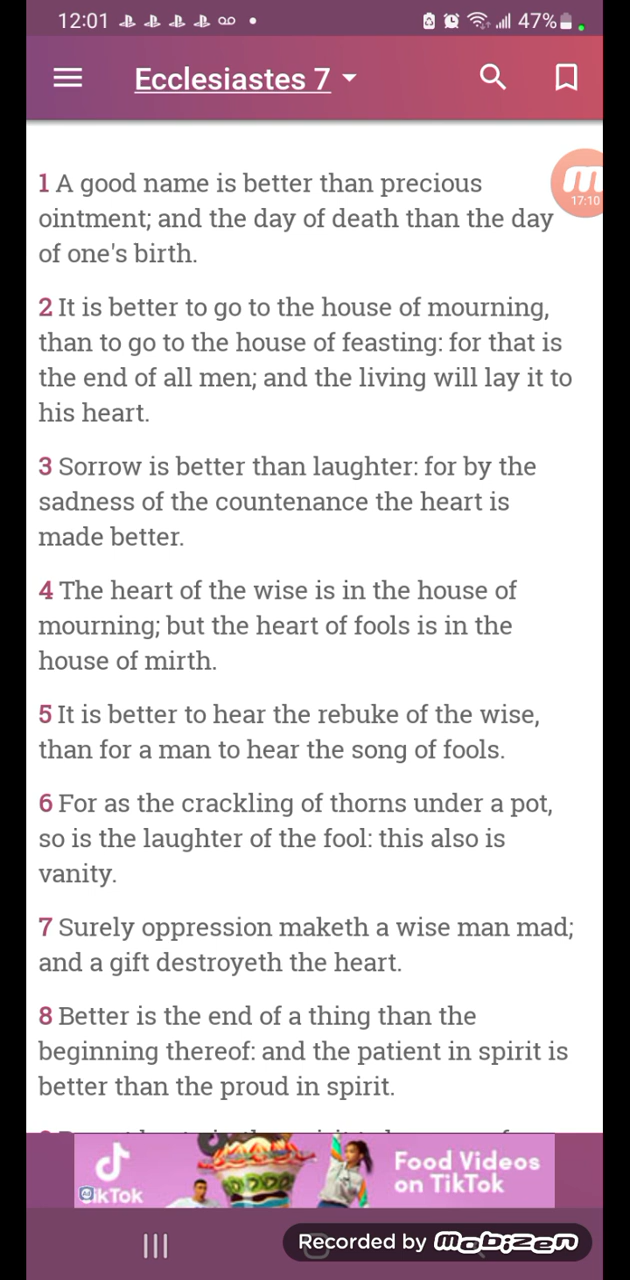 12:01
47%
Ecclesiastes 7
17:10
1 A good name is better than precious
ointment; and the day of death than the day
of one's birth.
2 It is better to go to the house of mourning,
than to go to the house of feasting: for that is
the end of all men; and the living will lay it to
his heart.
3 Sorrow is better than laughter: for by the
sadness of the countenance the heart is
made better.
4 The heart of the wise is in the house of
mourning; but the heart of fools is in the
house of mirth.
5 It is better to hear the rebuke of the wise,
than for a man to hear the song of fools.
6 For as the crackling of thorns under a pot,
so is the laughter of the fool: this also is
vanity.
7 Surely oppression maketh a wise man mad;
and a gift destroyeth the heart.
8 Better is the end of a thing than the
beginning thereof: and the patient in spirit is
better than the proud in spirit.
Food Videos
on TikTok
ikTok
Recorded by mobizen